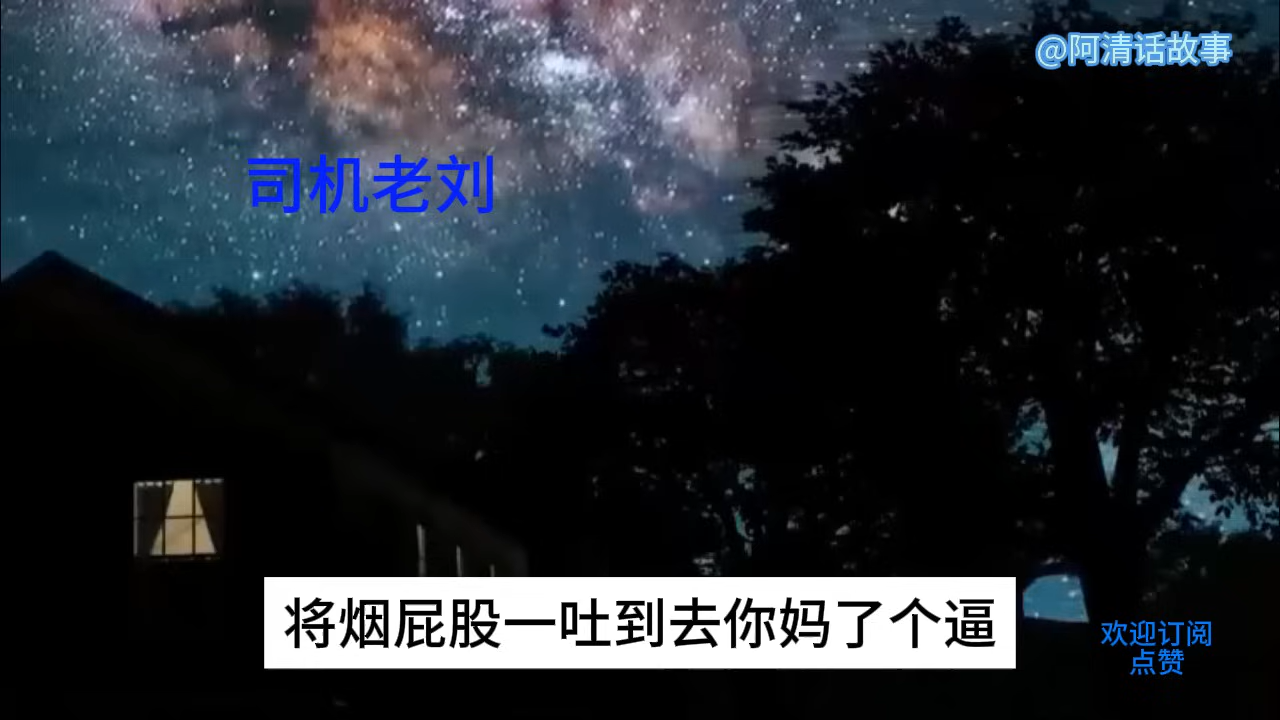 @阿清话故事
司机老刘
将烟屁股一吐到去你妈了个逼
欢迎订阅
点赞